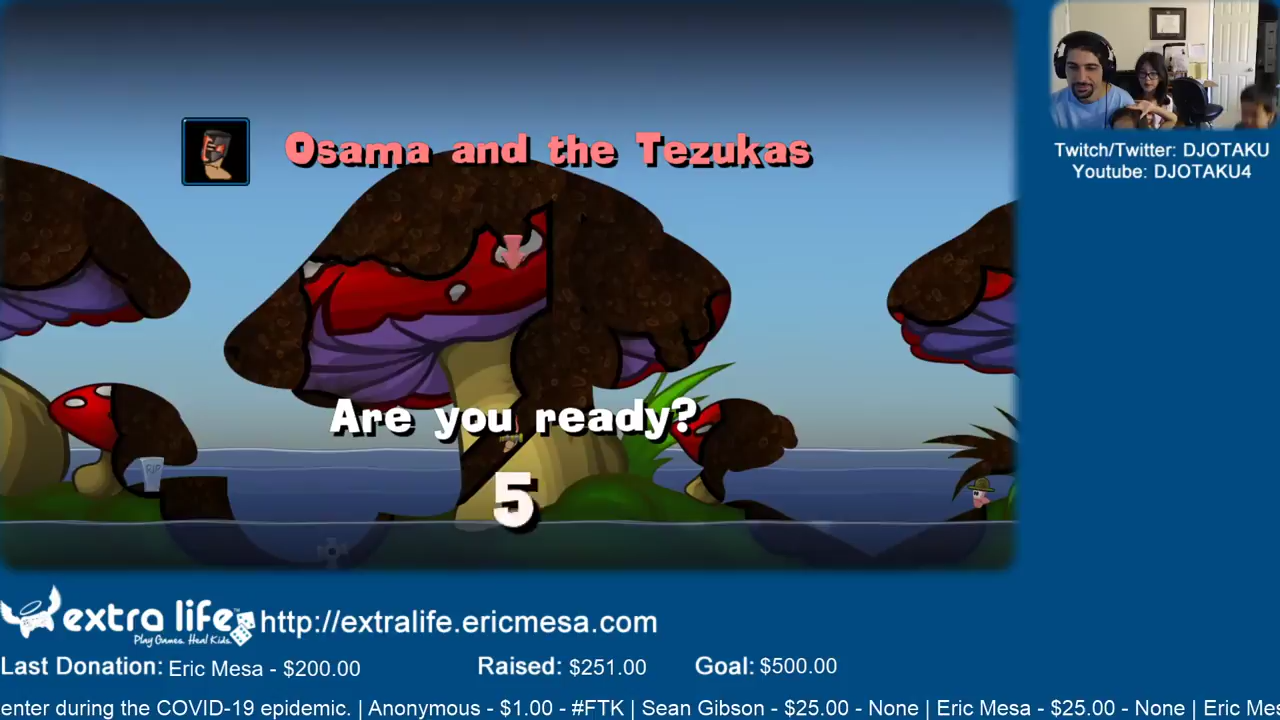 Osama and the Tezukas
Twitch/Twitter: DJOTAKU
Youtube: DJOTAKU4
Are you ready?
RIP
5
extra life
Play Games. Heal Kids.
http://extralife.ericmesa.com
Last Donation: Eric Mesa - $200.00 Raised: $251.00 Goal: $500.00
enter during the COVID-19 epidemic. | Anonymous - $1.00 - #FTK | Sean Gibson - $25.00 - None | Eric Mesa - $25.00 - None | Eric Mes